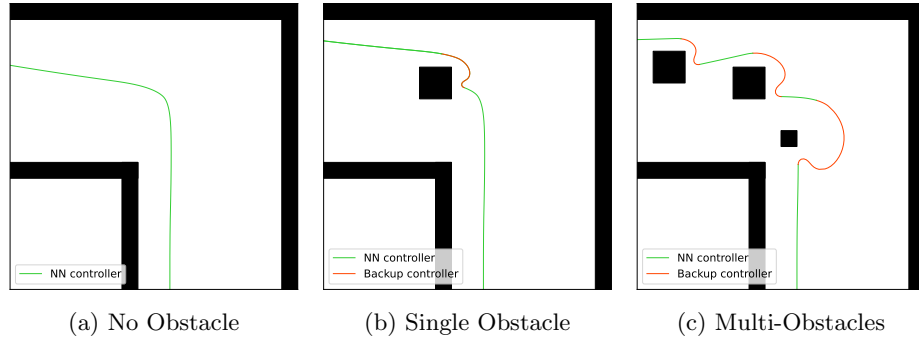 NN controller
NN controller
Backup controller
NN controller
Backup controller
(a) No Obstacle
(b) Single Obstacle
(c) Multi-Obstacles